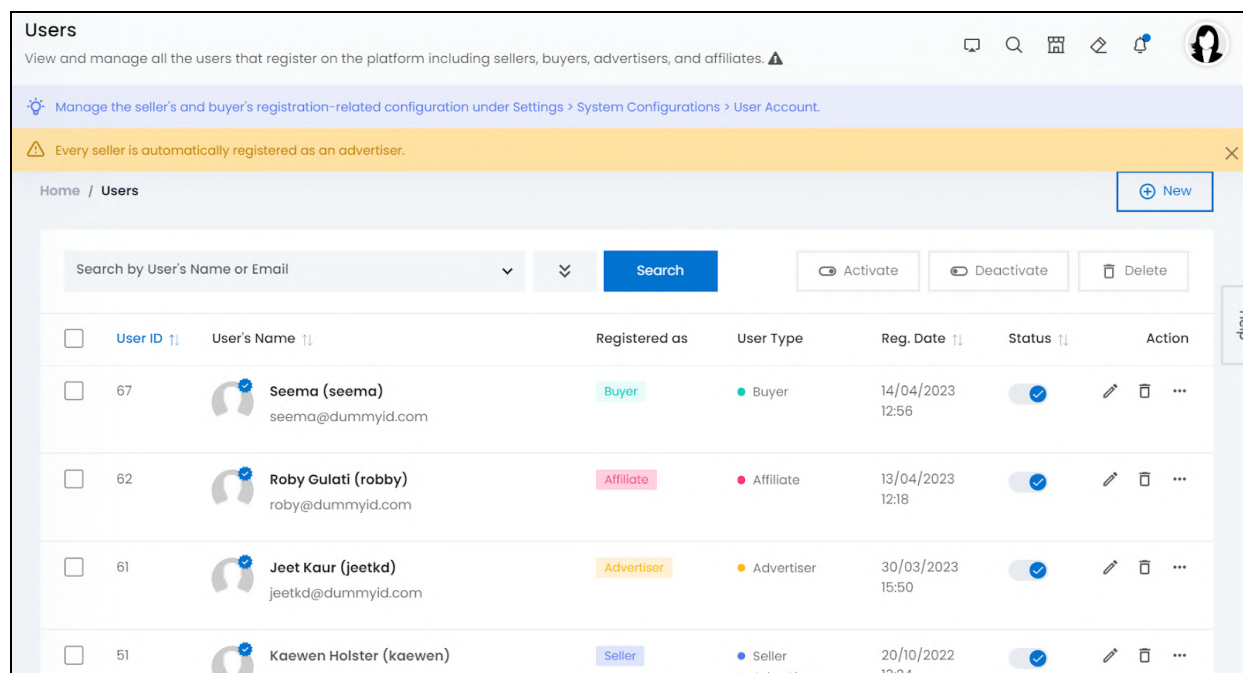 Users
View and manage all the users that register on the platform including sellers, buyers, advertisers, and affiliates.
Manage the seller's and buyer's registration-related configuration under Settings > System Configurations > User Account.
Every seller is automatically registered as an advertiser.
Home / Users
New
Search by User's Name or Email
Search
Activate
Deactivate
Delete
Help
User ID User's Name Registered as User Type Reg. Date Status Action
67 Seema (seema) Buyer Buyer 14/04/2023
seema@dummyid.com 12:56
62 Roby Gulati (robby) Affiliate Affiliate 13/04/2023
roby@dummyid.com 12:18
61 Jeet Kaur (jeetkd) Advertiser Advertiser 30/03/2023
jeetkd@dummyid.com 15:50
51 Kaewen Holster (kaewen) Seller Seller 20/10/2022